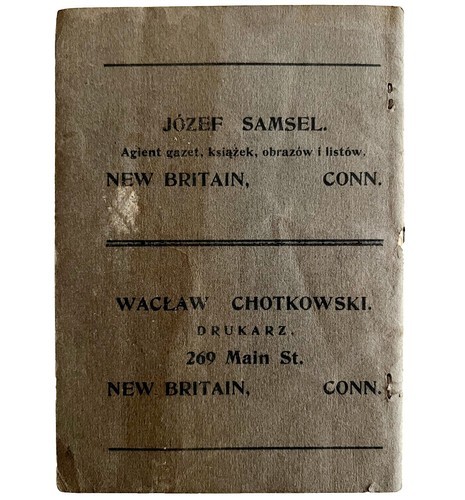 JÓZEF SAMSEL.
Agient gazet, książek, obrazów i listów.
NEW BRITAIN, CONN.
WACŁAW CHOTKOWSKI.
DRUKARZ,
269 Main St.
NEW BRITAIN, CONN.